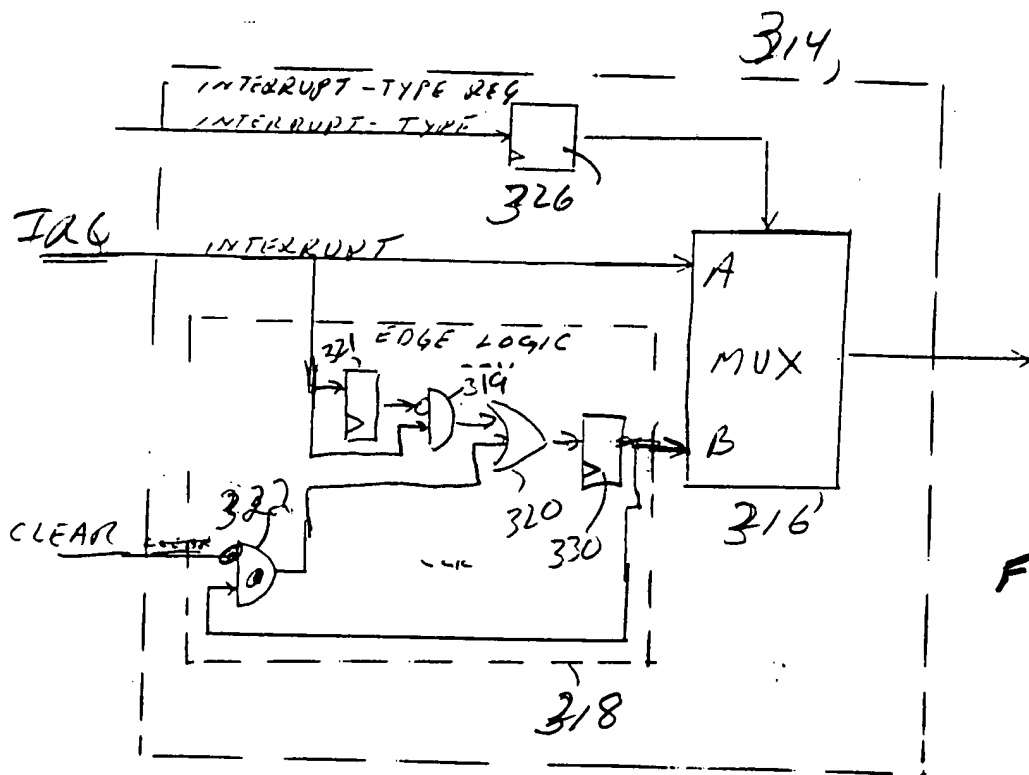 314
INTERRUPT-TYPE REG
INTERRUPT-TYPE
326
IRQ
INTERRUPT
A
EDGE LOGIC
321
319
MUX
B
320
330
316
322
CLEAR
F
318